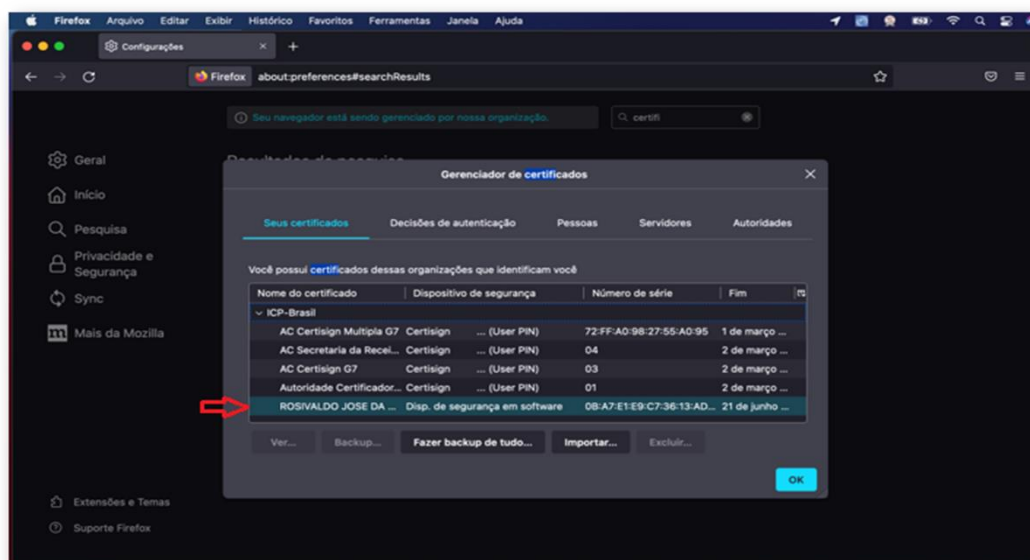 Firefox Arquivo Editar Exibir Histórico Favoritos Ferramentas Janela Ajuda
Configurações
Firefox about:preferences#searchResults
Seu navegador está sendo gerenciado por nossa organização.
certifi
Geral
Início
Pesquisa
Privacidade e
Segurança
Sync
Mais da Mozilla
Gerenciador de certificados
Seus certificados Decisões de autenticação Pessoas Servidores Autoridades
Você possui certificados dessas organizações que identificam você
Nome do certificado Dispositivo de segurança Número de série Fim
ICP-Brasil
AC Certisign Multipla G7 Certisign ... (User PIN) 72:FF:A0:98:27:55:A0:95 1 de março ...
AC Secretaria da Recei... Certisign ... (User PIN) 04 2 de março ...
AC Certisign G7 Certisign ... (User PIN) 03 2 de março ...
Autoridade Certificador... Certisign ... (User PIN) 01 2 de março ...
ROSIVALDO JOSE DA ... Disp. de segurança em software 0B:A7:E1:E9:C7:36:13:AD... 21 de junho ...
Ver... Backup... Fazer backup de tudo... Importar... Excluir...
OK
Extensões e Temas
Suporte Firefox